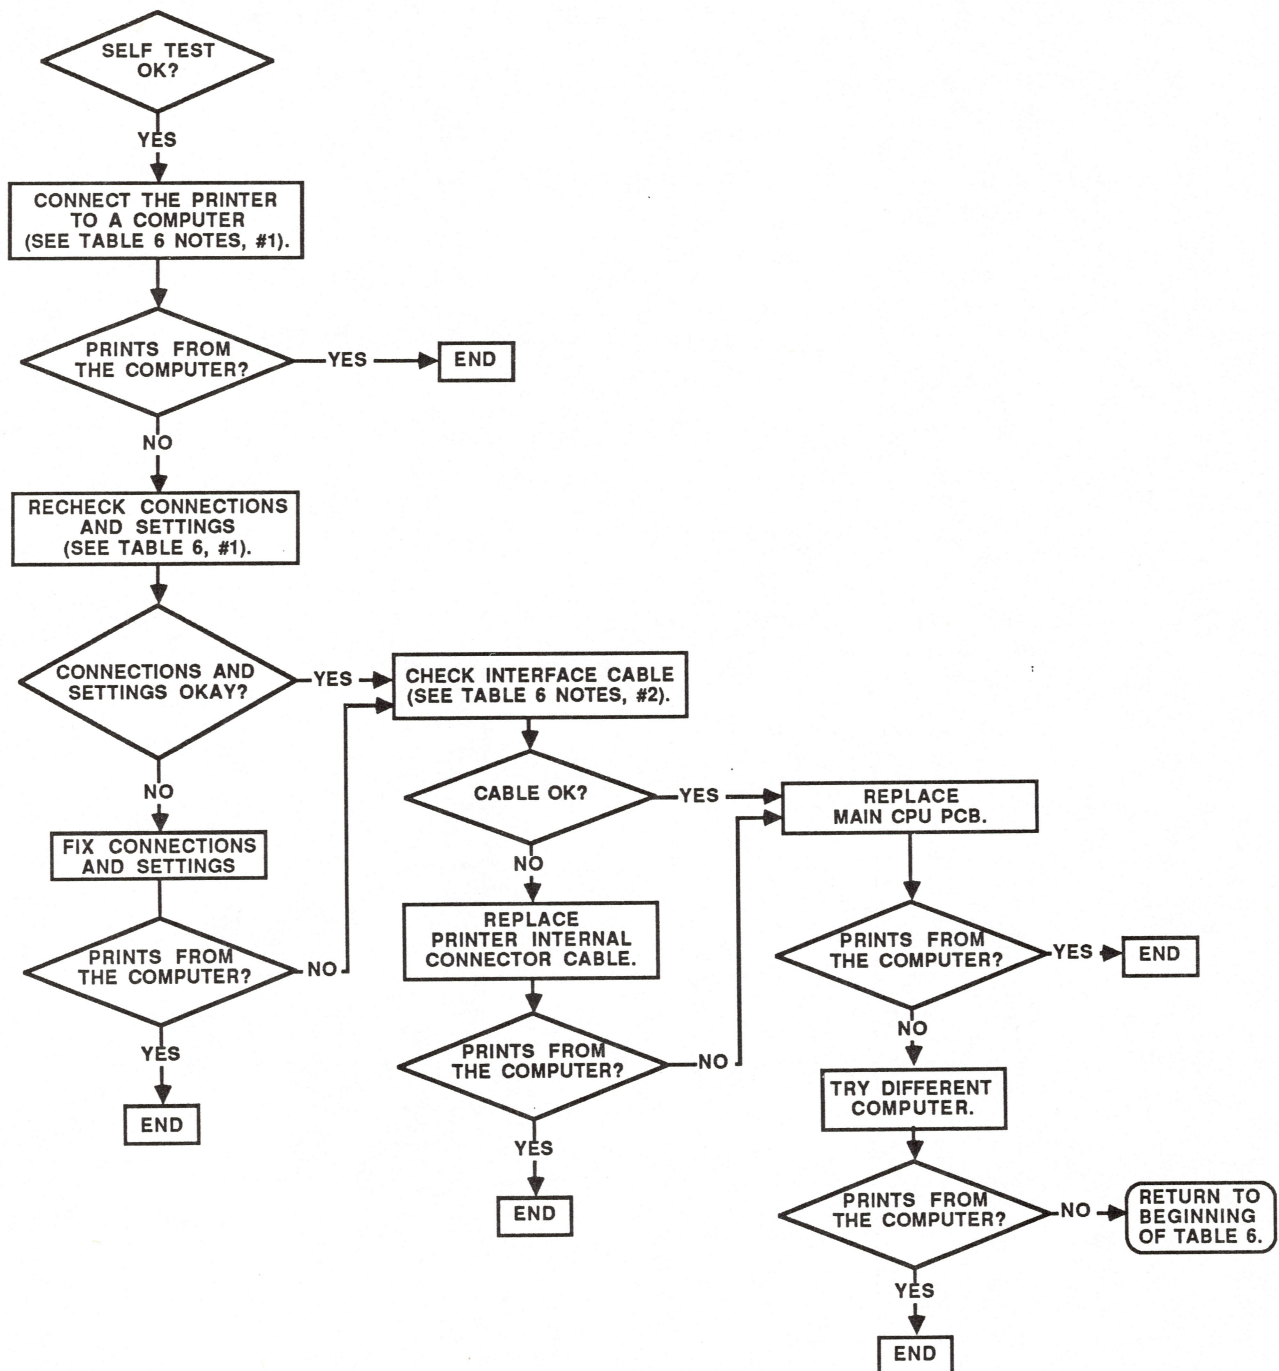 SELF TEST
OK?
YES
CONNECT THE PRINTER
TO A COMPUTER
(SEE TABLE 6 NOTES, #1).
PRINTS FROM
THE COMPUTER?
YES
END
NO
RECHECK CONNECTIONS
AND SETTINGS
(SEE TABLE 6, #1).
CONNECTIONS AND
SETTINGS OKAY?
YES
CHECK INTERFACE CABLE
(SEE TABLE 6 NOTES, #2).
NO
FIX CONNECTIONS
AND SETTINGS
PRINTS FROM
THE COMPUTER?
NO
YES
END
CABLE OK?
YES
REPLACE
MAIN CPU PCB.
NO
REPLACE
PRINTER INTERNAL
CONNECTOR CABLE.
PRINTS FROM
THE COMPUTER?
NO
YES
END
PRINTS FROM
THE COMPUTER?
YES
END
NO
TRY DIFFERENT
COMPUTER.
PRINTS FROM
THE COMPUTER?
NO
RETURN TO
BEGINNING
OF TABLE 6.
YES
END